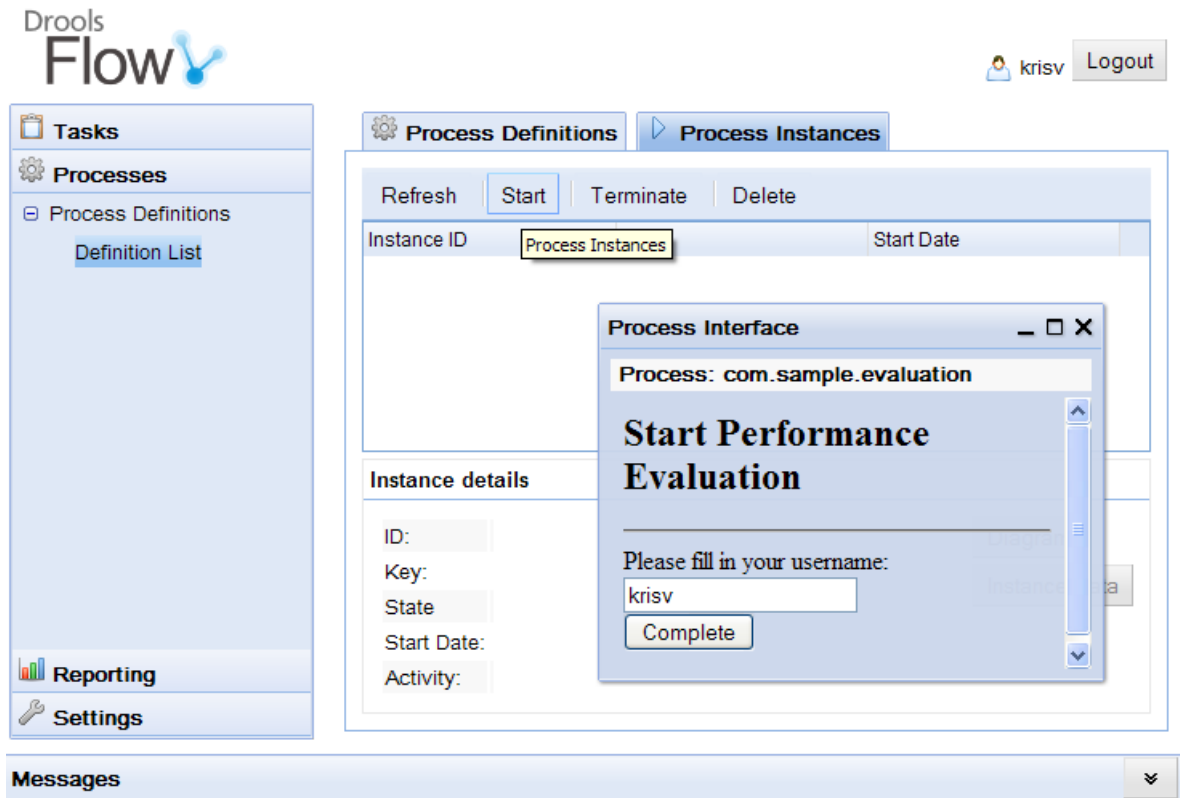 Drools
Flow
krisv Logout
Tasks
Processes
Process Definitions
Definition List
Reporting
Settings
Process Definitions Process Instances
Refresh Start Terminate Delete
Instance ID Start Date
Process Instances
Process Interface
Process: com.sample.evaluation
Start Performance
Evaluation
Please fill in your username:
krisv
Complete
Instance details
ID:
Key:
State
Start Date:
Activity:
Diagram
Messages